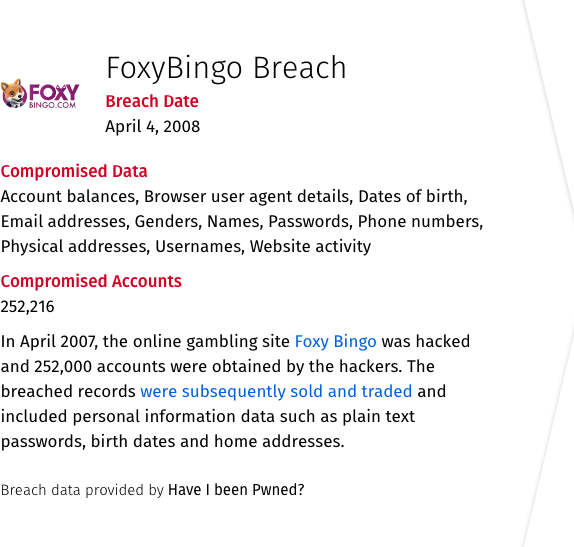 FoxyBingo Breach
FOXY
BINGO.COM
Breach Date
April 4, 2008
Compromised Data
Account balances, Browser user agent details, Dates of birth,
Email addresses, Genders, Names, Passwords, Phone numbers,
Physical addresses, Usernames, Website activity
Compromised Accounts
252,216
In April 2007, the online gambling site Foxy Bingo was hacked
and 252,000 accounts were obtained by the hackers. The
breached records were subsequently sold and traded and
included personal information data such as plain text
passwords, birth dates and home addresses.
Breach data provided by Have I been Pwned?